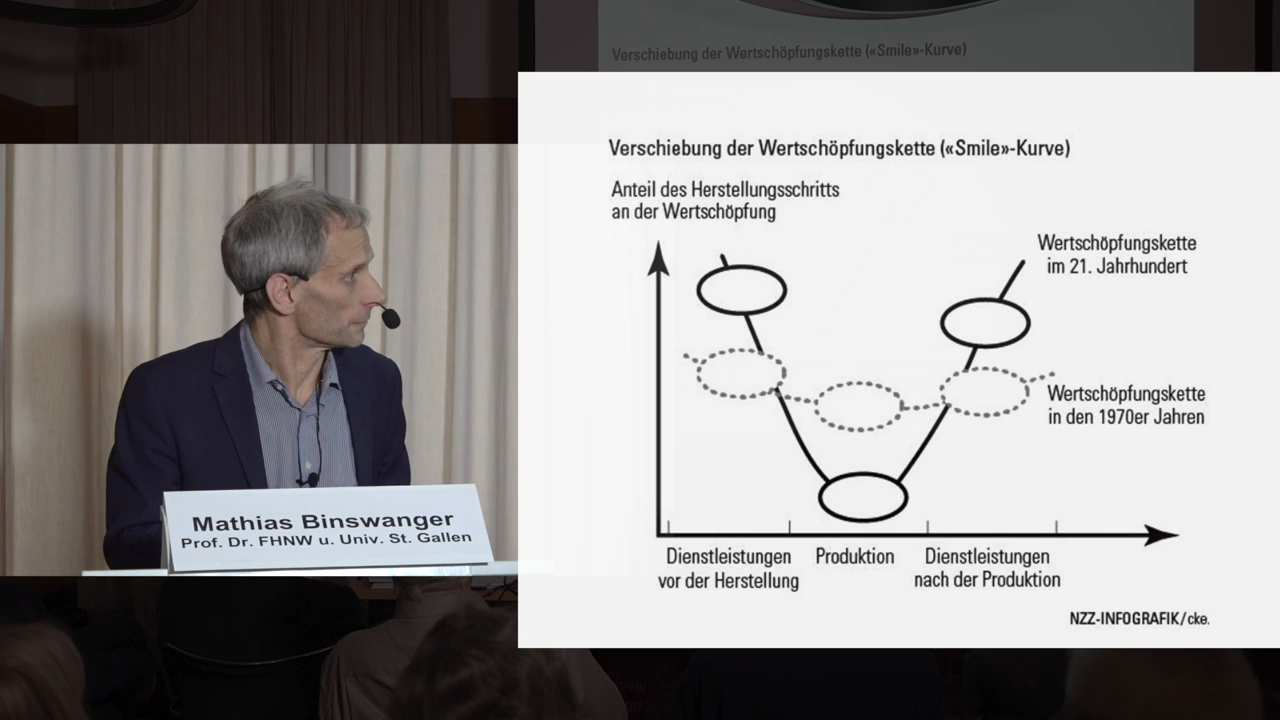 Verschiebung der Wertschöpfungskette («Smile»-Kurve)
Verschiebung der Wertschöpfungskette («Smile»-Kurve)
Anteil des Herstellungsschritts
an der Wertschöpfung
Wertschöpfungskette
im 21. Jahrhundert
Wertschöpfungskette
in den 1970er Jahren
Dienstleistungen
vor der Herstellung
Produktion
Dienstleistungen
nach der Produktion
NZZ-INFOGRAFIK/cke.
Mathias Binswanger
Prof. Dr. FHNW u. Univ. St. Gallen